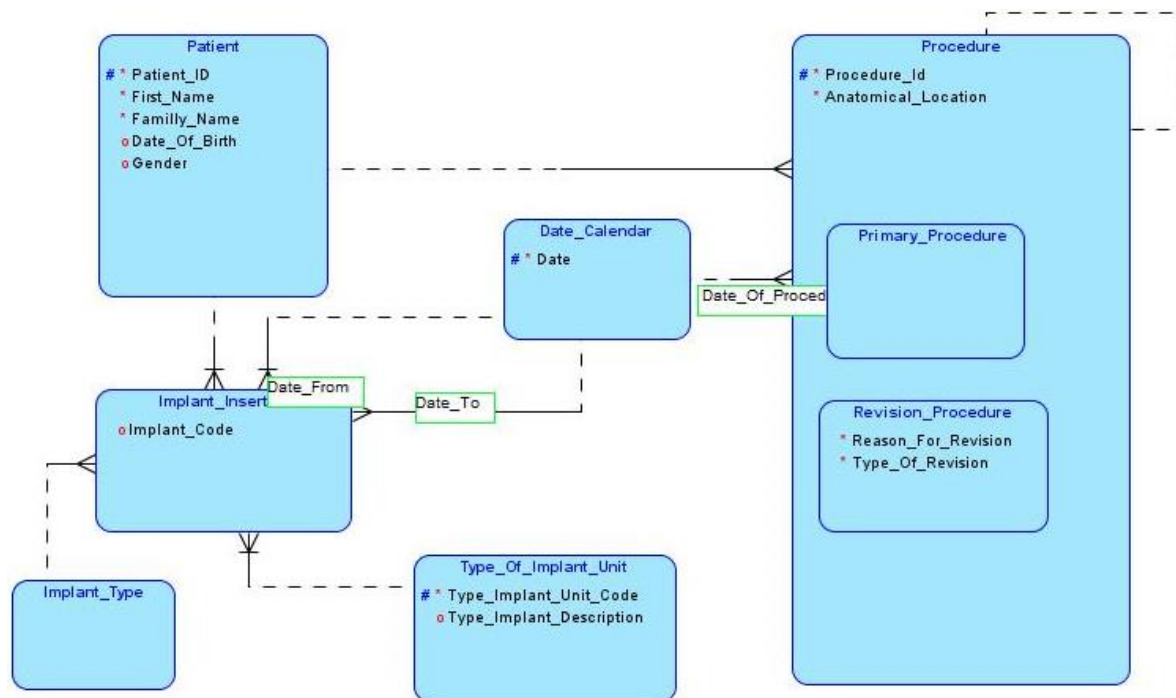 Patient
# * Patient_ID
* First_Name
* Familly_Name
o Date_Of_Birth
o Gender
Procedure
# * Procedure_Id
* Anatomical_Location
Date_Calendar
# * Date
Primary_Procedure
Date_Of_Proced
Implant_Insert
o Implant_Code
Date_From
Date_To
Revision_Procedure
* Reason_For_Revision
* Type_Of_Revision
Implant_Type
Type_Of_Implant_Unit
# * Type_Implant_Unit_Code
o Type_Implant_Description